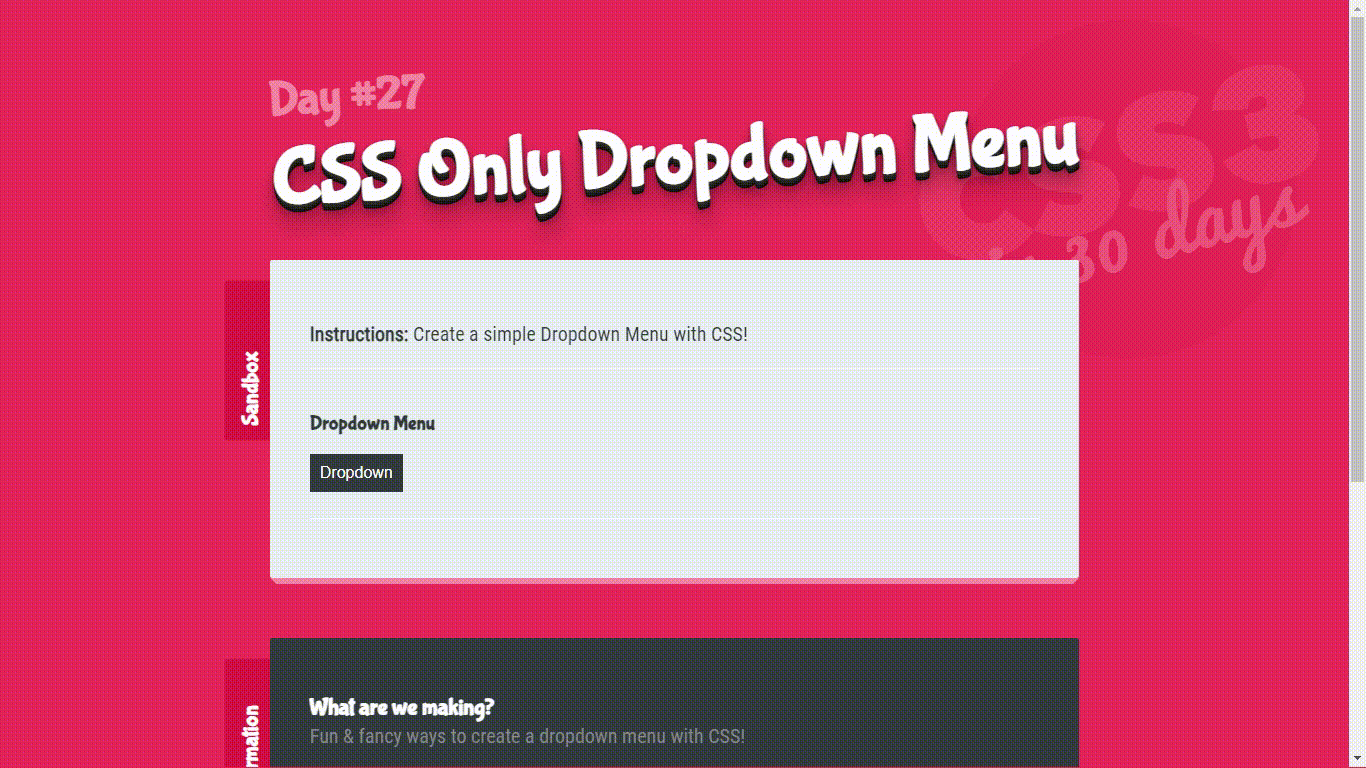 Day #27
CSS Only Dropdown Menu
css3
in 30 days
Sandbox
Instructions: Create a simple Dropdown Menu with CSS!
Dropdown Menu
Dropdown
What are we making?
Fun & fancy ways to create a dropdown menu with CSS!
rmation